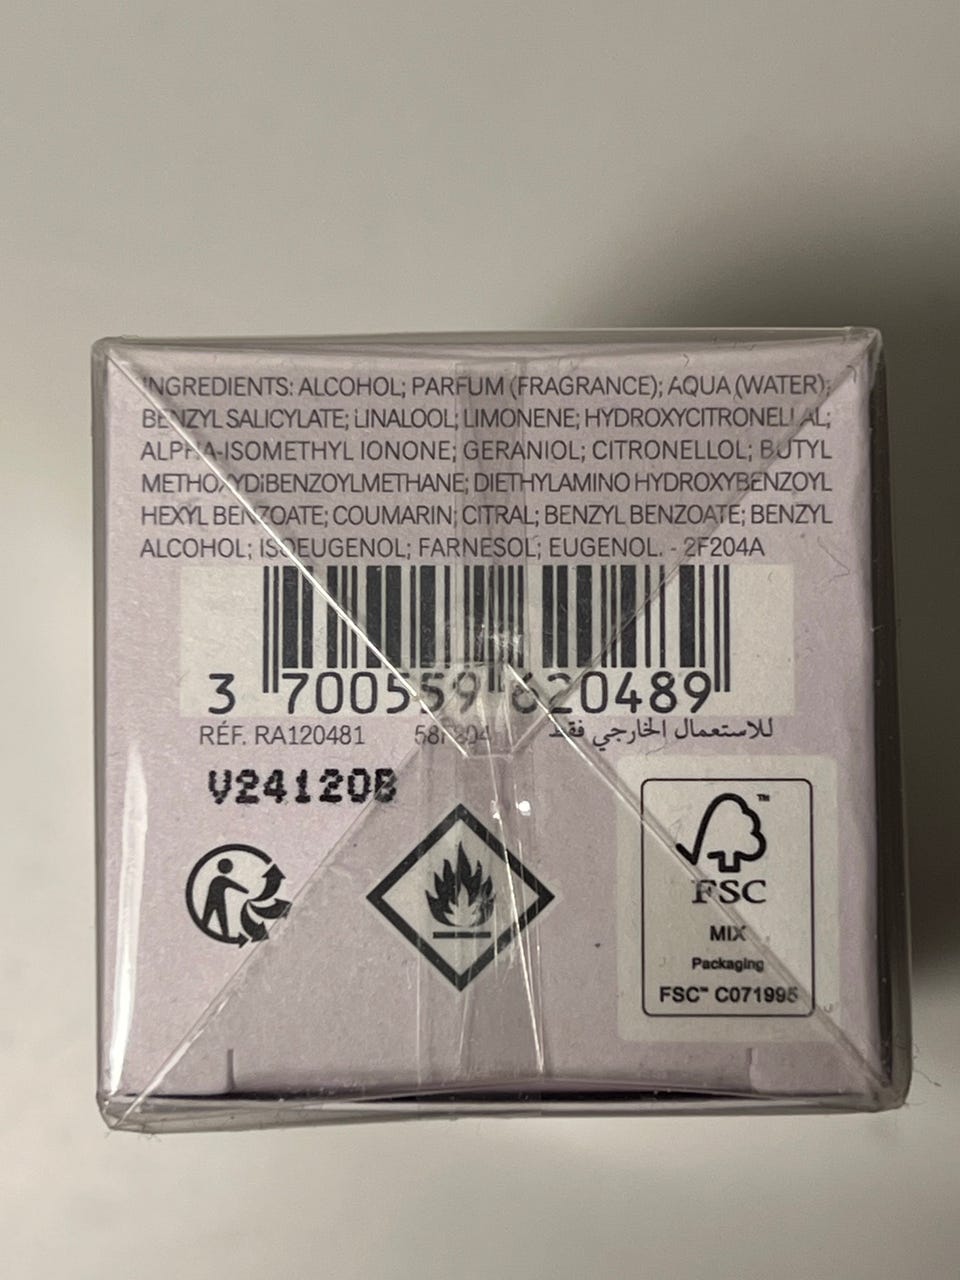 INGREDIENTS: ALCOHOL; PARFUM (FRAGRANCE); AQUA (WATER);
BENZYL SALICYLATE; LINALOOL; LIMONENE; HYDROXYCITRONELLAL;
ALPHA-ISOMETHYL IONONE; GERANIOL; CITRONELLOL; BUTYL
METHOXYDIBENZOYLMETHANE; DIETHYLAMINO HYDROXYBENZOYL
HEXYL BENZOATE; COUMARIN; CITRAL; BENZYL BENZOATE; BENZYL
ALCOHOL; ISOEUGENOL; FARNESOL; EUGENOL. - 2F204A
3 700559 620489
RÉF. RA120481 للاستعمال الخارجي فقط
V24120B
FSC™
MIX
Packaging
FSC™ C071995